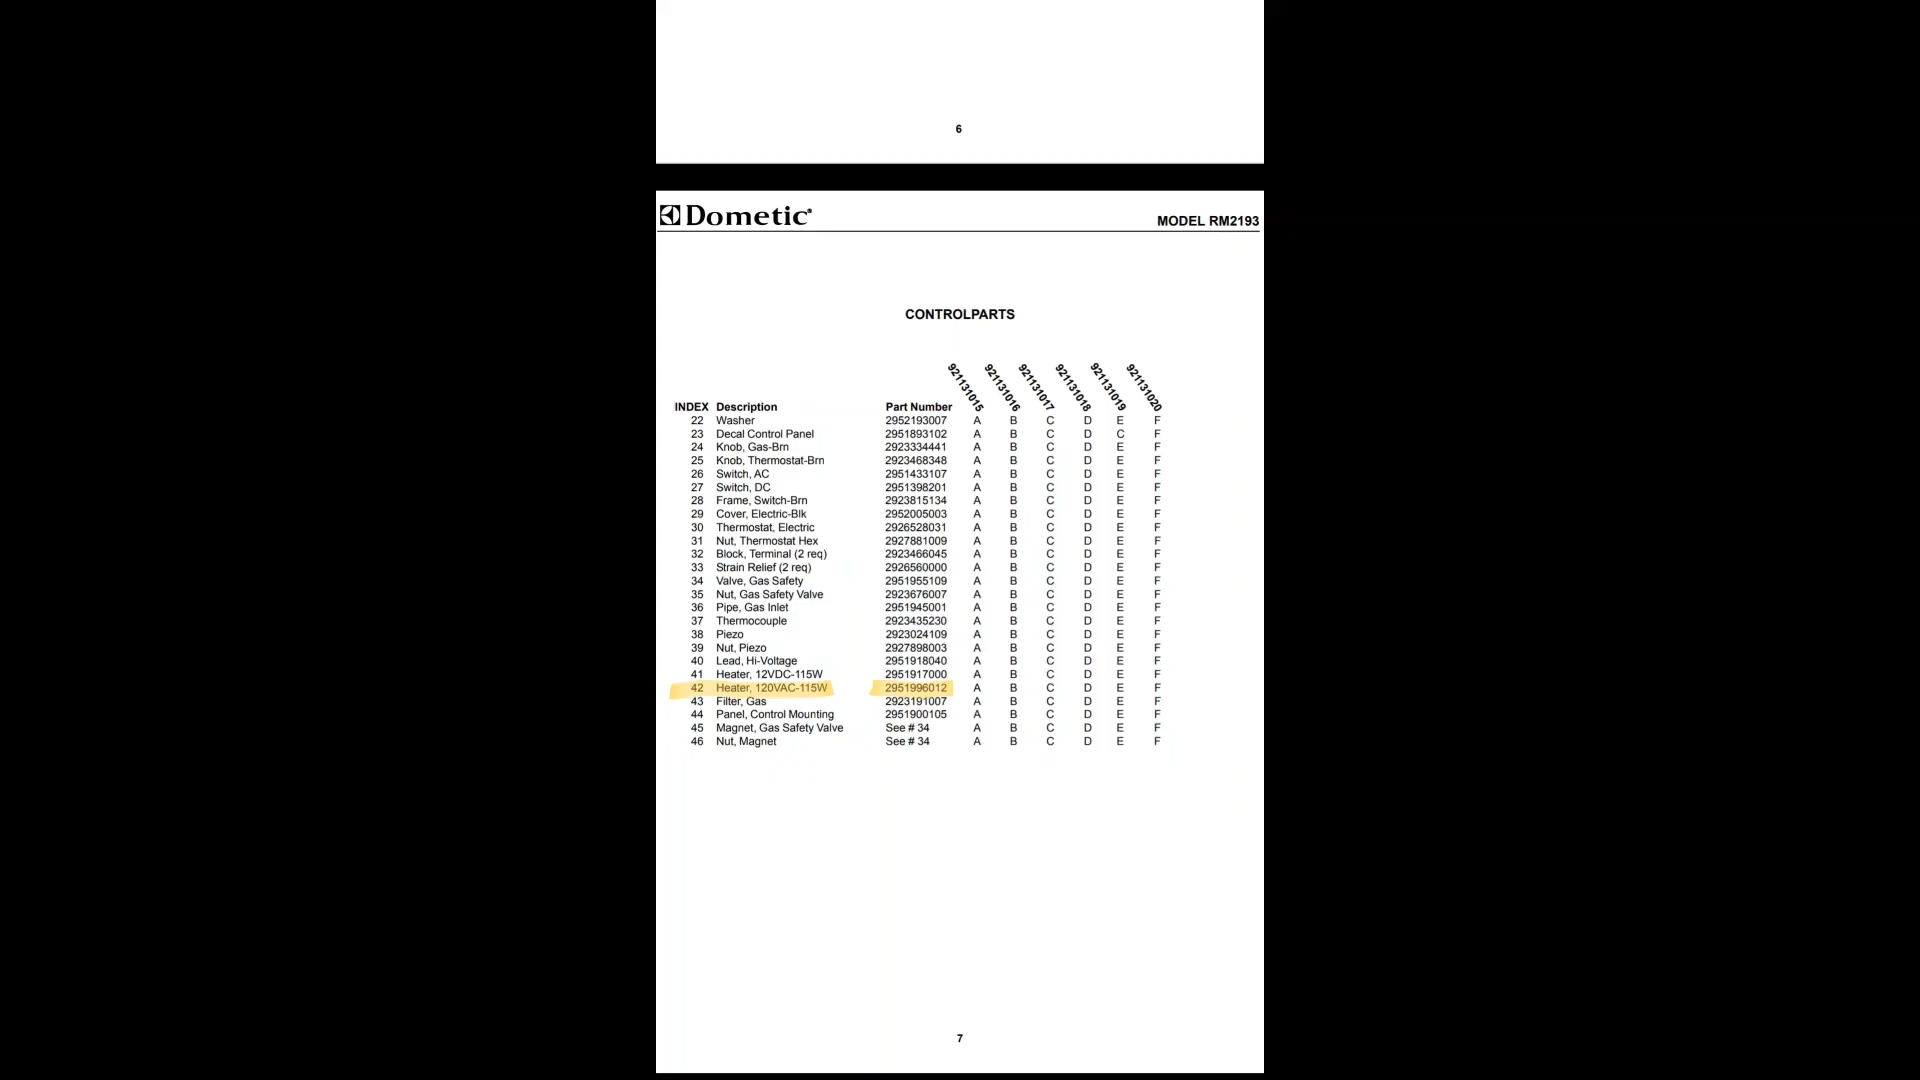 6
Dometic®
MODEL RM2193
CONTROLPARTS
921131015 921131016 921131017 921131018 921131019 921131020
INDEX Description Part Number
22 Washer 2952193007 A B C D E F
23 Decal Control Panel 2951893102 A B C D C F
24 Knob, Gas-Brn 2923334441 A B C D E F
25 Knob, Thermostat-Brn 2923468348 A B C D E F
26 Switch, AC 2951433107 A B C D E F
27 Switch, DC 2951398201 A B C D E F
28 Frame, Switch-Brn 2923815134 A B C D E F
29 Cover, Electric-Blk 2952005003 A B C D E F
30 Thermostat, Electric 2926528031 A B C D E F
31 Nut, Thermostat Hex 2927881009 A B C D E F
32 Block, Terminal (2 req) 2923466045 A B C D E F
33 Strain Relief (2 req) 2926560000 A B C D E F
34 Valve, Gas Safety 2951955109 A B C D E F
35 Nut, Gas Safety Valve 2923676007 A B C D E F
36 Pipe, Gas Inlet 2951945001 A B C D E F
37 Thermocouple 2923435230 A B C D E F
38 Piezo 2923024109 A B C D E F
39 Nut, Piezo 2927898003 A B C D E F
40 Lead, Hi-Voltage 2951918040 A B C D E F
41 Heater, 12VDC-115W 2951917000 A B C D E F
42 Heater, 120VAC-115W 2951996012 A B C D E F
43 Filter, Gas 2923191007 A B C D E F
44 Panel, Control Mounting 2951900105 A B C D E F
45 Magnet, Gas Safety Valve See # 34 A B C D E F
46 Nut, Magnet See # 34 A B C D E F
7